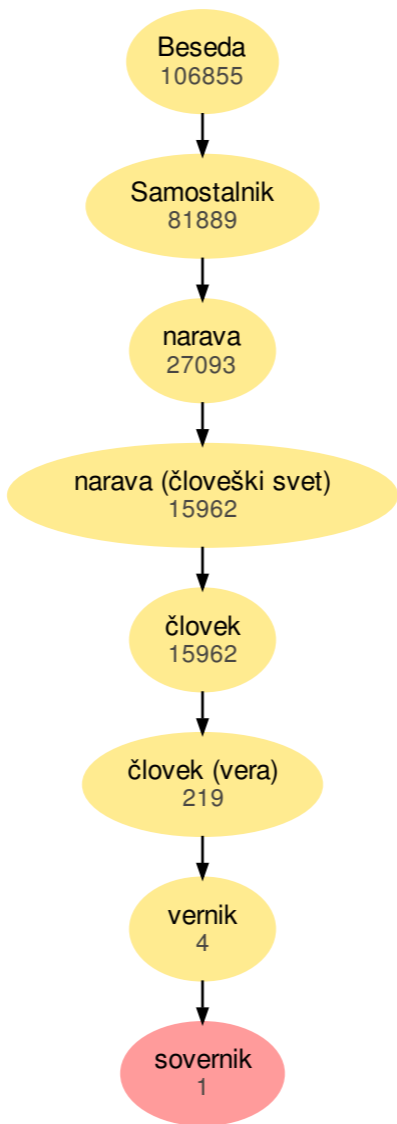 Beseda
106855
Samostalnik
81889
narava
27093
narava (človeški svet)
15962
človek
15962
človek (vera)
219
vernik
4
sovernik
1